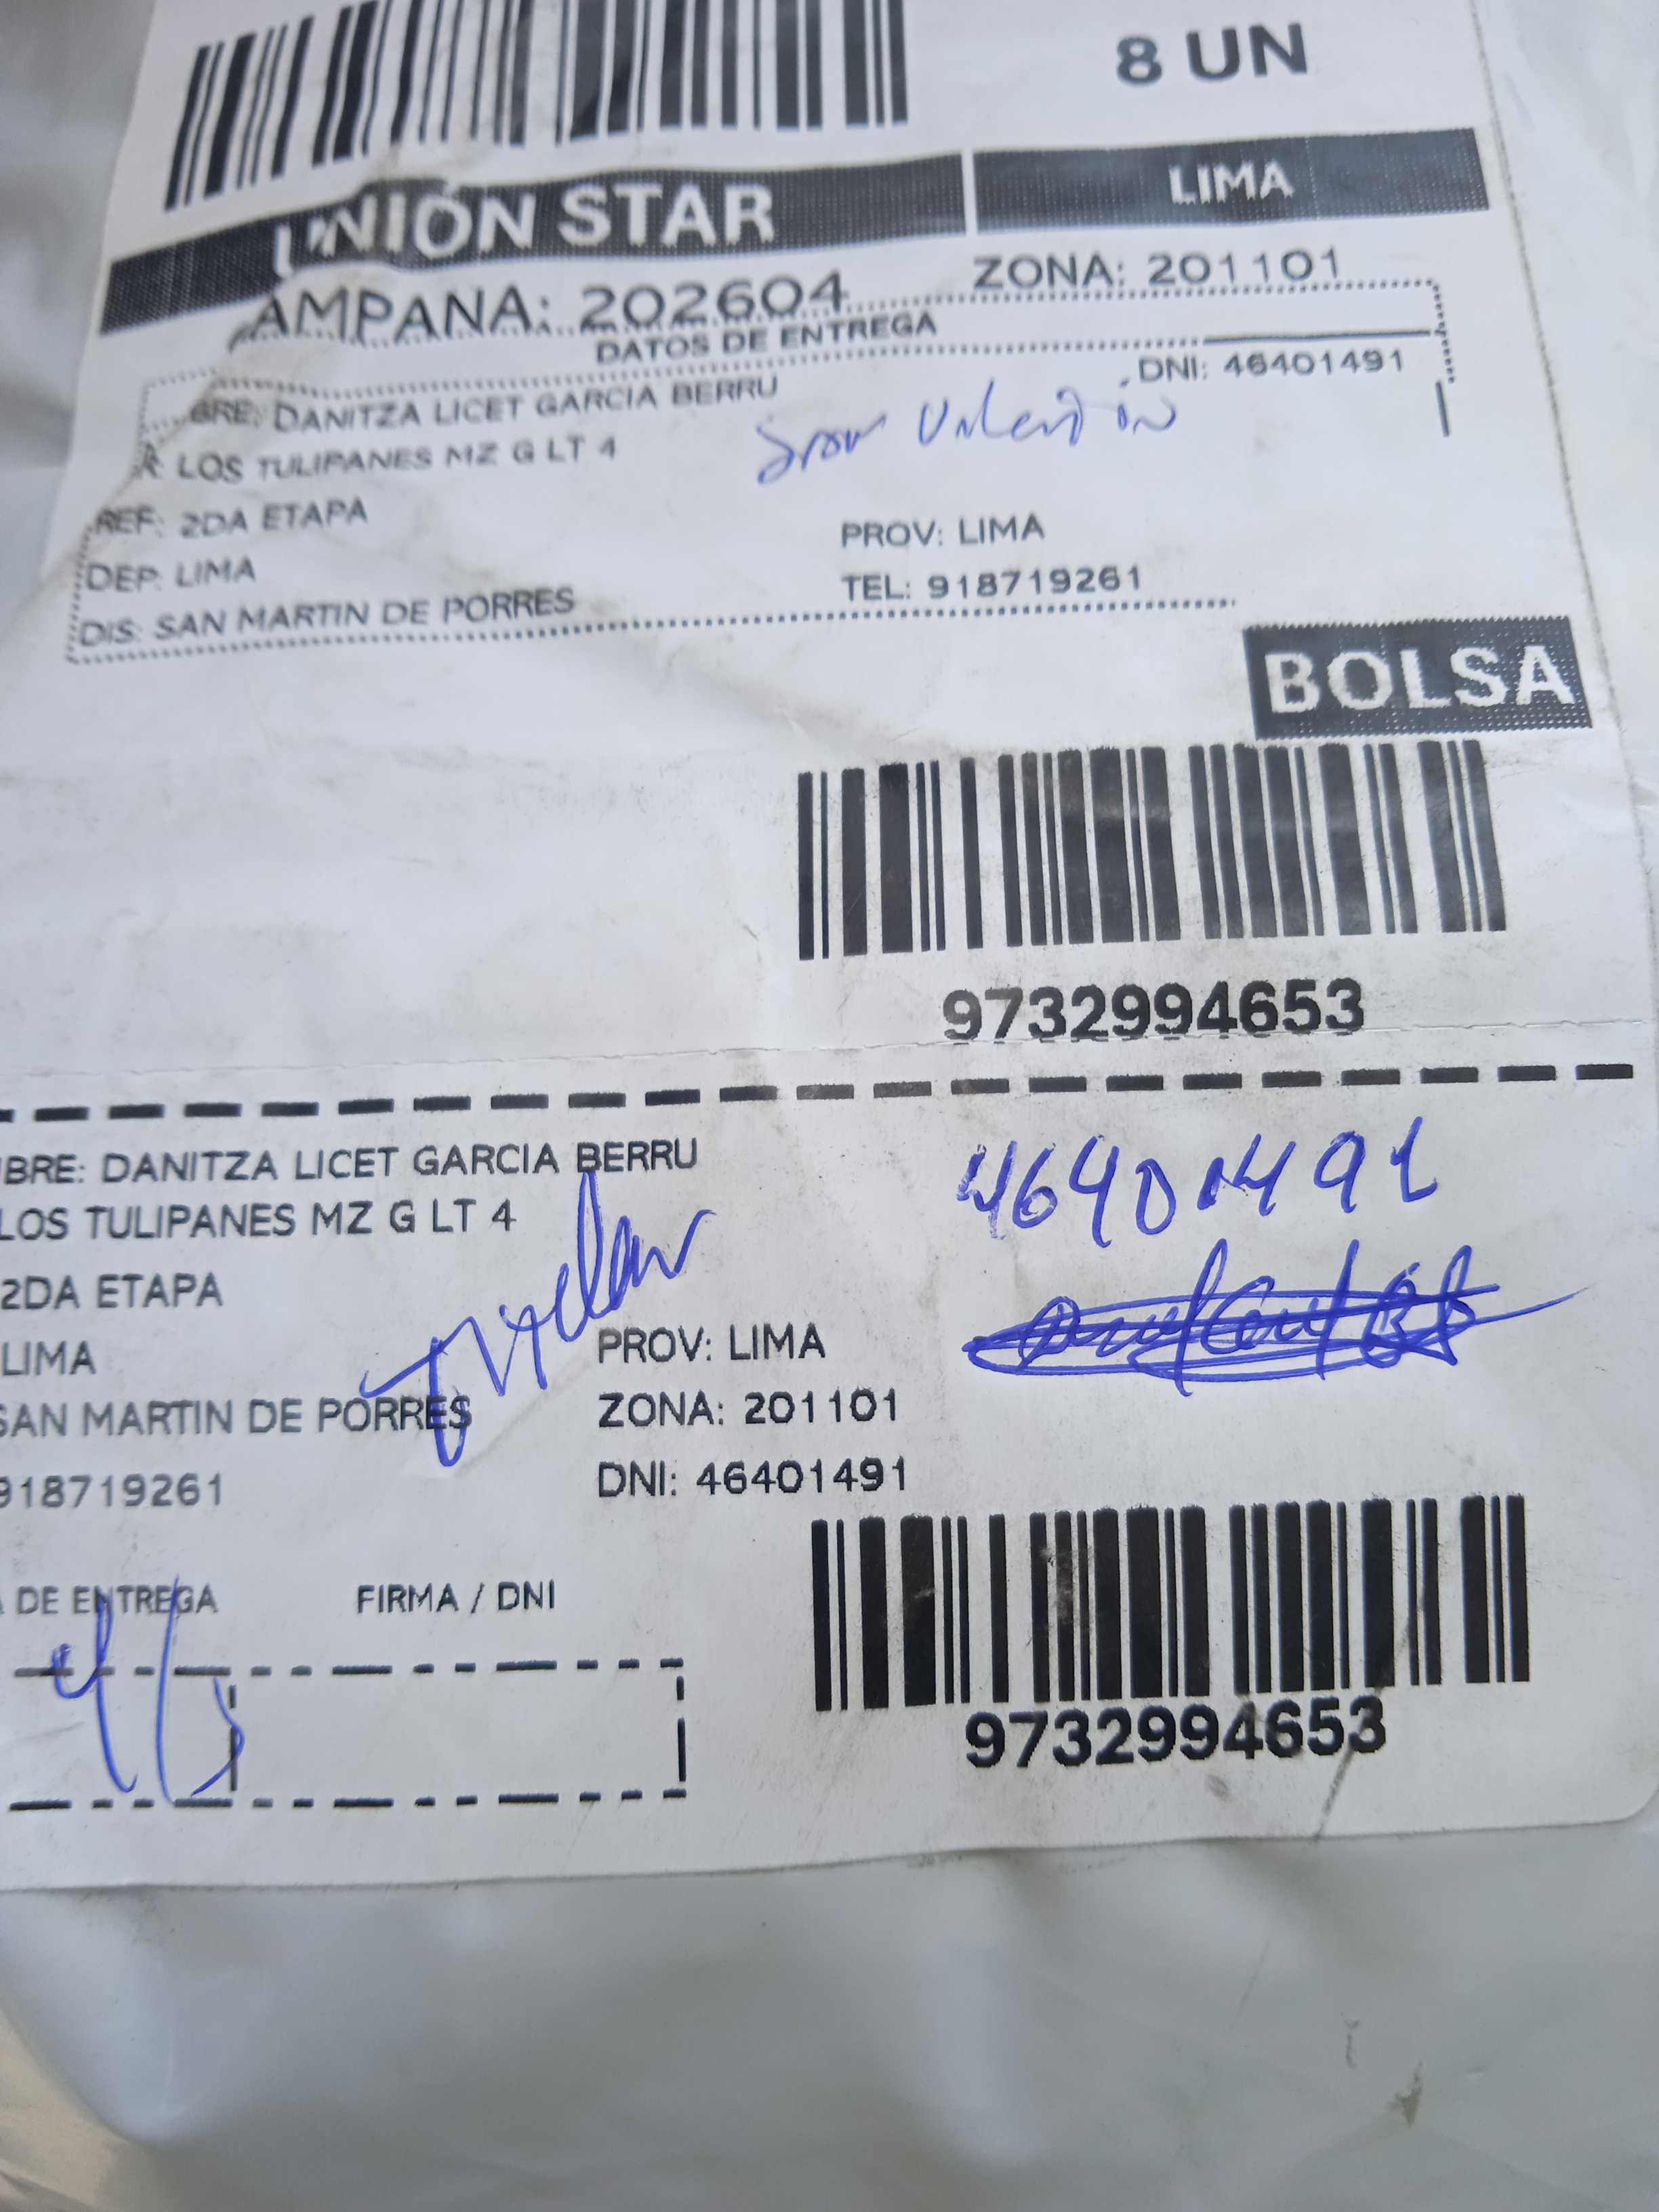 8 UN
UNIÓN STAR LIMA
AMPANA: 202604 ZONA: 201101
DATOS DE ENTREGA
BRE: DANITZA LICET GARCIA BERRU DNI: 46401491
R: LOS TULIPANES MZ G LT 4
REF: 2DA ETAPA
DEP: LIMA PROV: LIMA
DIS: SAN MARTIN DE PORRES TEL: 918719261
BOLSA
9732994653
BRE: DANITZA LICET GARCIA BERRU
46401491
LOS TULIPANES MZ G LT 4
2DA ETAPA
LIMA PROV: LIMA
SAN MARTIN DE PORRES ZONA: 201101
918719261 DNI: 46401491
DE ENTREGA FIRMA / DNI
9732994653